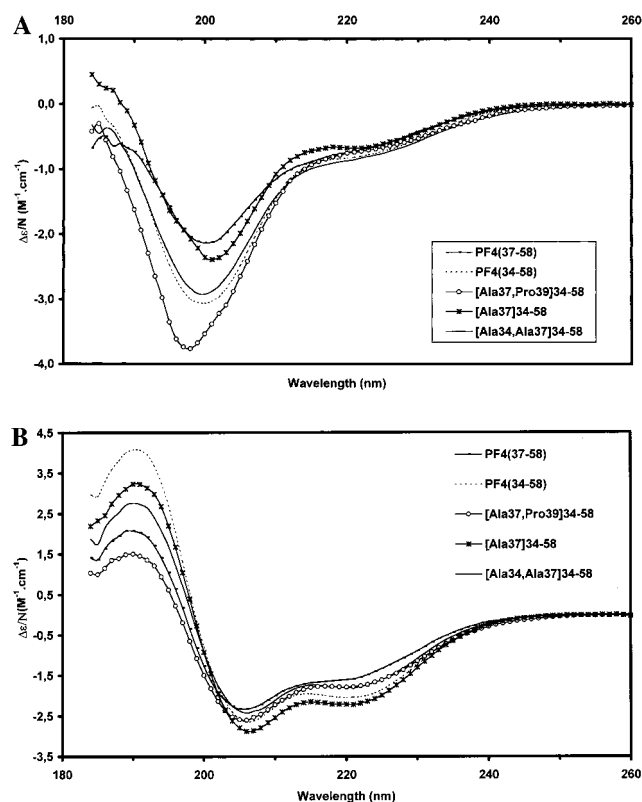 A
180 200 220 240 260
1,0
0,0
-1,0
-2,0
-3,0
-4,0
Δε/N (M⁻¹.cm⁻¹)
PF4(37-58)
PF4(34-58)
[Ala37,Pro39]34-58
[Ala37]34-58
[Ala34,Ala37]34-58
Wavelength (nm)
B
4,5
3,5
2,5
1,5
0,5
-0,5
-1,5
-2,5
-3,5
Δε/N(M⁻¹.cm⁻¹)
PF4(37-58)
PF4(34-58)
[Ala37,Pro39]34-58
[Ala37]34-58
[Ala34,Ala37]34-58
180 200 220 240 260
Wavelength (nm)